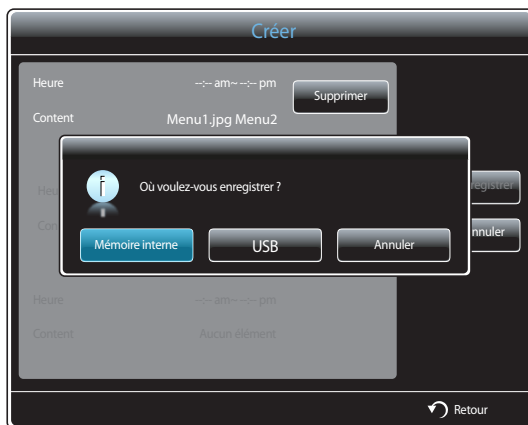 Créer
Heure --:-- am~ --:-- pm
Supprimer
Content Menu1.jpg Menu2
Où voulez-vous enregistrer ?
Mémoire interne USB Annuler
Heure --:-- am~ --:-- pm
Content Aucun élément
Retour